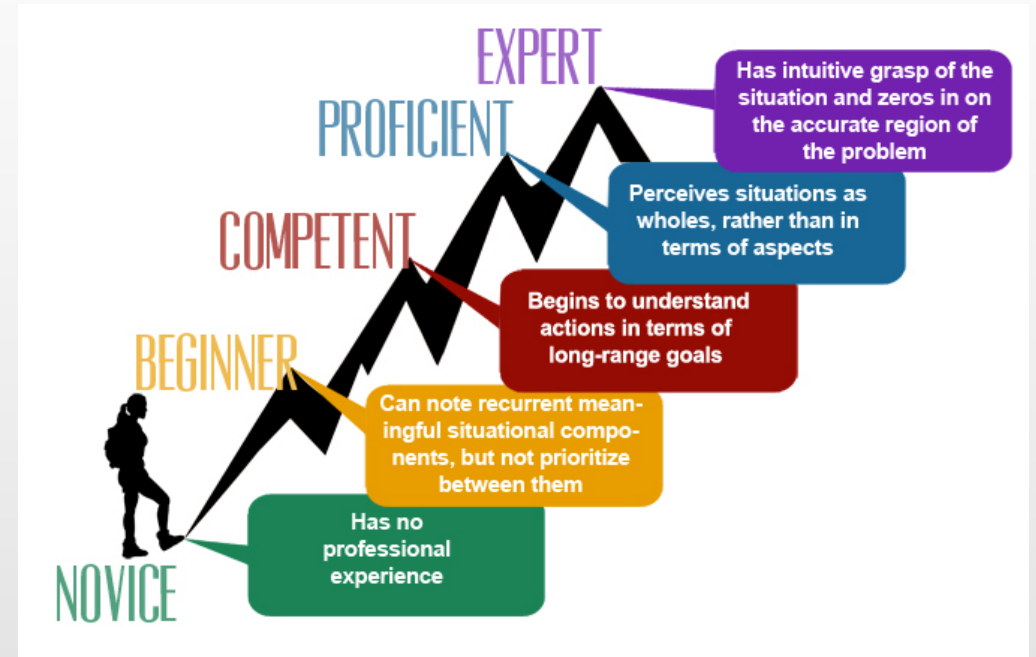 EXPERT
Has intuitive grasp of the
situation and zeros in on
the accurate region of
the problem
PROFICIENT
Perceives situations as
wholes, rather than in
terms of aspects
COMPETENT
Begins to understand
actions in terms of
long-range goals
BEGINNER
Can note recurrent mean-
ingful situational compo-
nents, but not prioritize
between them
Has no
professional
experience
NOVICE